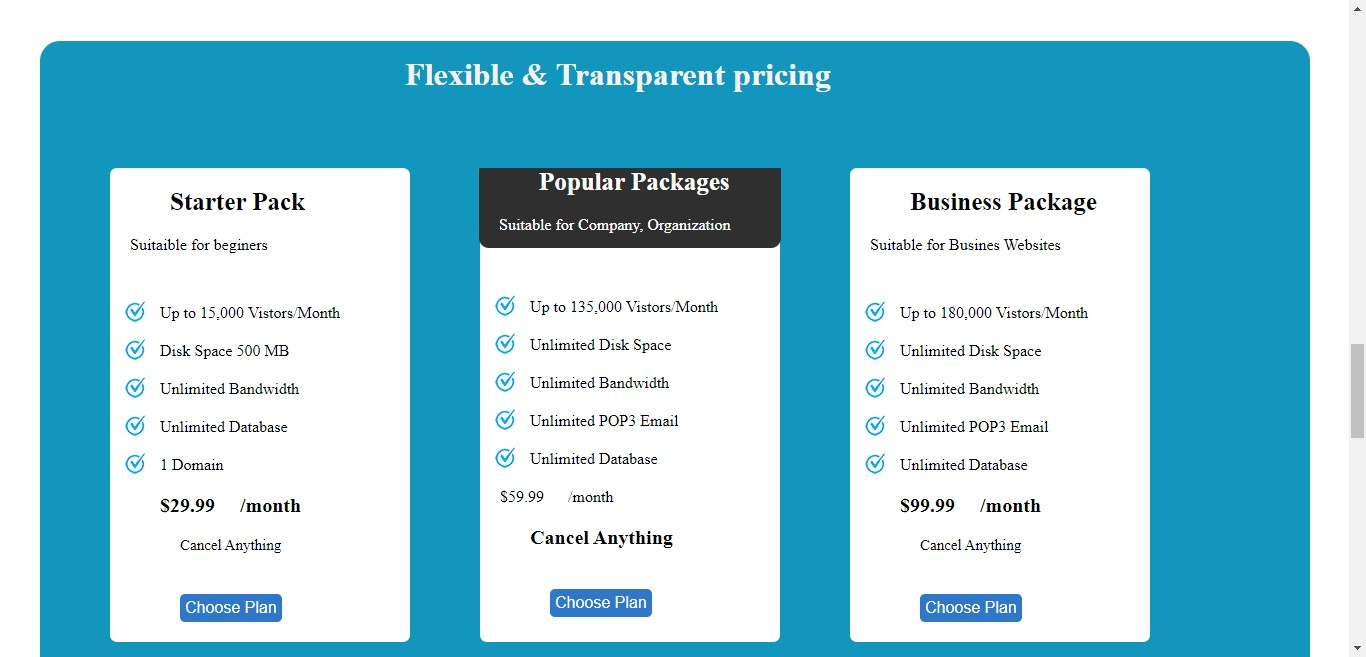 Flexible & Transparent pricing
Starter Pack
Suitaible for beginers
Up to 15,000 Vistors/Month
Disk Space 500 MB
Unlimited Bandwidth
Unlimited Database
1 Domain
$29.99 /month
Cancel Anything
Choose Plan
Popular Packages
Suitable for Company, Organization
Up to 135,000 Vistors/Month
Unlimited Disk Space
Unlimited Bandwidth
Unlimited POP3 Email
Unlimited Database
$59.99 /month
Cancel Anything
Choose Plan
Business Package
Suitable for Busines Websites
Up to 180,000 Vistors/Month
Unlimited Disk Space
Unlimited Bandwidth
Unlimited POP3 Email
Unlimited Database
$99.99 /month
Cancel Anything
Choose Plan